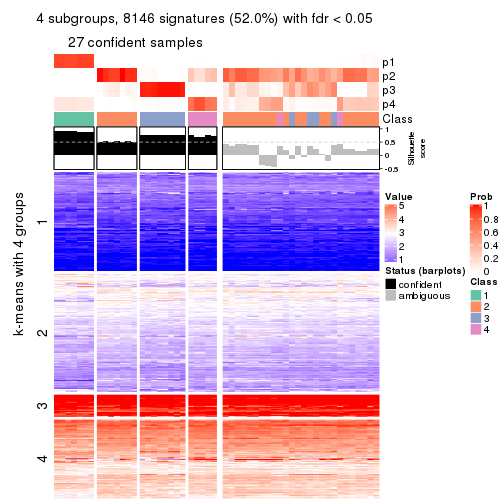 4 subgroups, 8146 signatures (52.0%) with fdr < 0.05
27 confident samples
p1
p2
p3
p4
Class
1
0.5
0
-0.5
Silhouette
score
k-means with 4 groups
1
2
3
4
Value
5
4
3
2
1
Status (barplots)
confident
ambiguous
Prob
1
0.8
0.6
0.4
0.2
0
Class
1
2
3
4